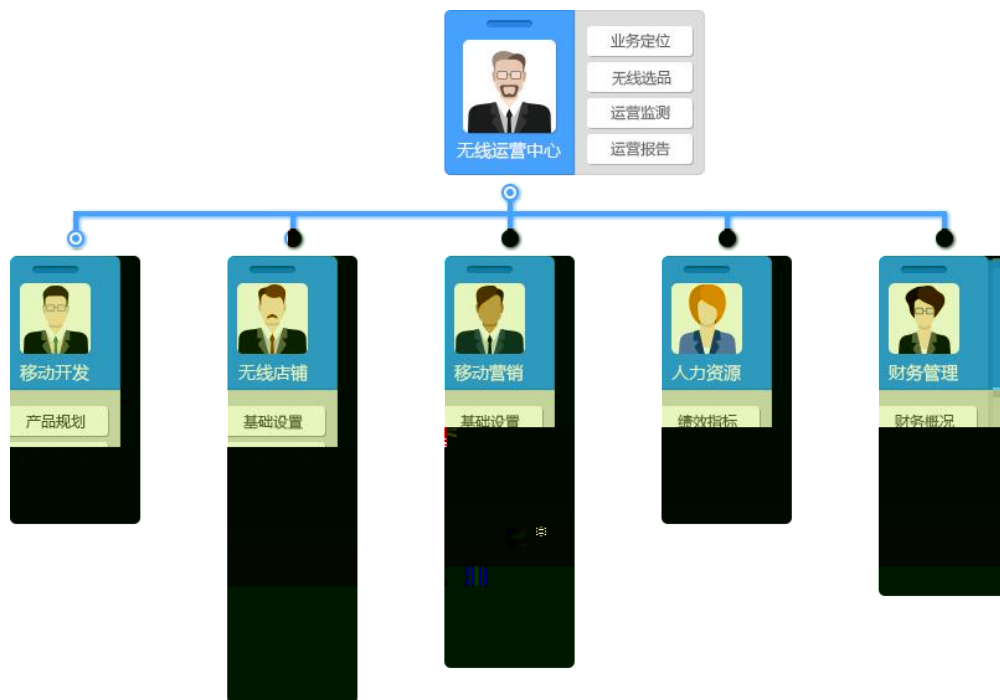 业务定位
无线选品
运营监测
运营报告
无线运营中心
移动开发
无线店铺
移动营销
人力资源
财务管理
产品规划
基础设置
基础设置
绩效指标
财务概况